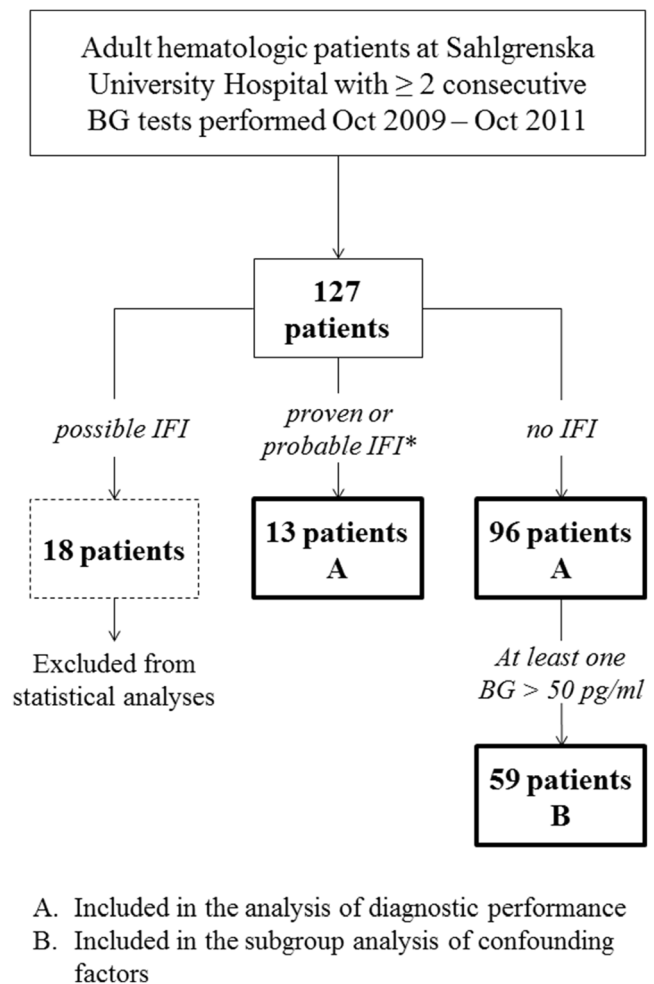 Adult hematologic patients at Sahlgrenska
University Hospital with ≥ 2 consecutive
BG tests performed Oct 2009 – Oct 2011
127
patients
possible IFI
proven or
probable IFI*
no IFI
18 patients
13 patients
A
96 patients
A
Excluded from
statistical analyses
At least one
BG > 50 pg/ml
59 patients
B
A. Included in the analysis of diagnostic performance
B. Included in the subgroup analysis of confounding
factors